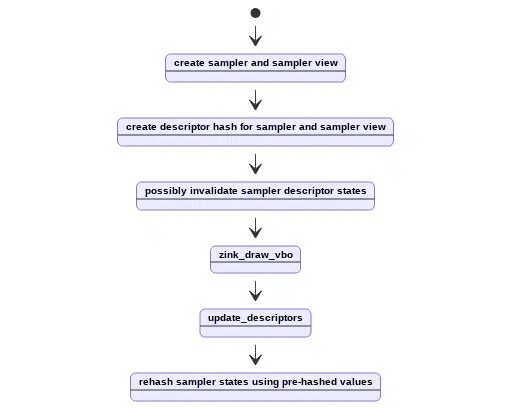 create sampler and sampler view
create descriptor hash for sampler and sampler view
possibly invalidate sampler descriptor states
zink_draw_vbo
update_descriptors
rehash sampler states using pre-hashed values